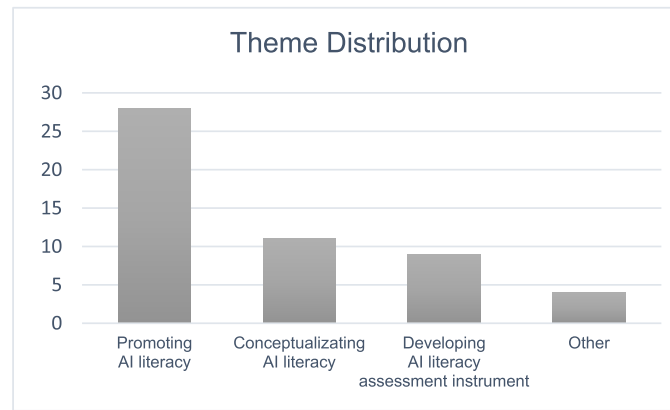 Theme Distribution
30
25
20
15
10
5
0
Promoting
AI literacy
Conceptualizating
AI literacy
Developing
AI literacy
assessment instrument
Other